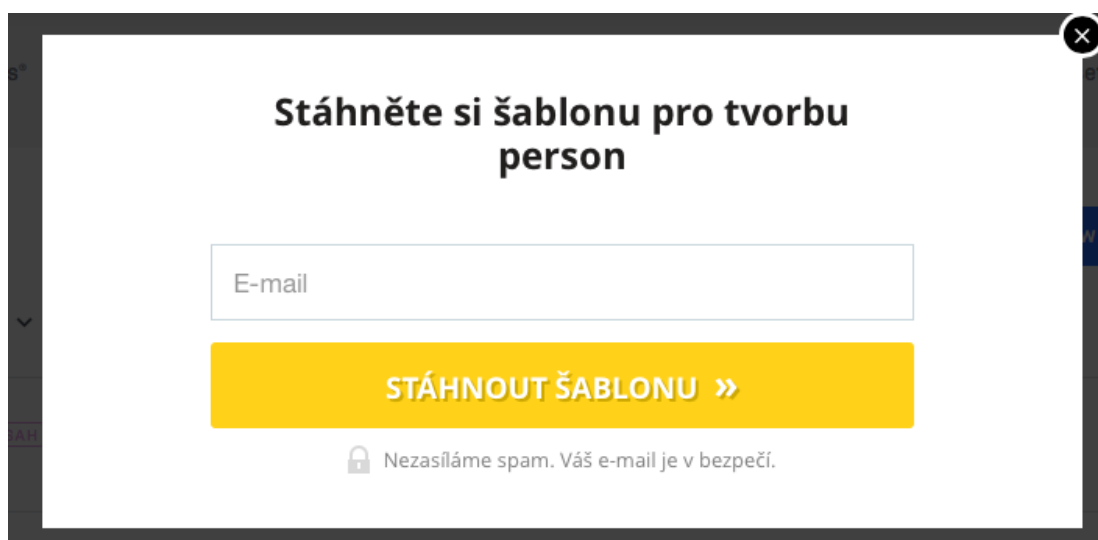 Stáhněte si šablonu pro tvorbu
person
E-mail
STÁHNOUT ŠABLONU »
Nezasíláme spam. Váš e-mail je v bezpečí.